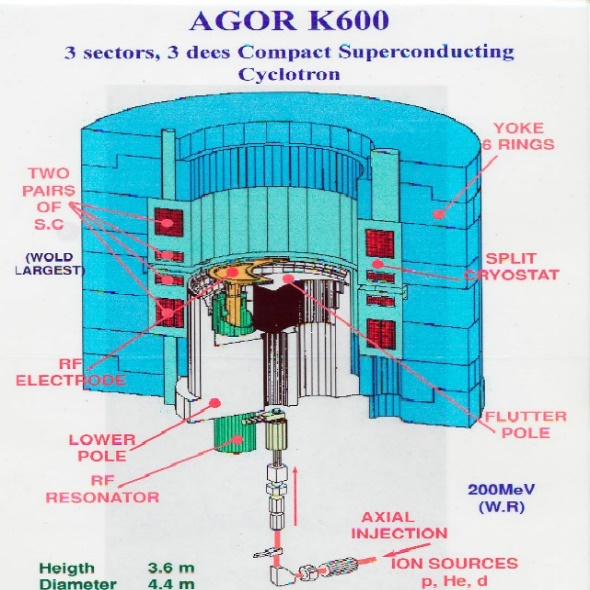 AGOR K600
3 sectors, 3 dees Compact Superconducting
Cyclotron
YOKE
6 RINGS
TWO
PAIRS
OF
S.C
(WOLD
LARGEST)
SPLIT
CRYOSTAT
RF
ELECTRODE
FLUTTER
POLE
LOWER
POLE
RF
RESONATOR
200MeV
(W.R)
AXIAL
INJECTION
ION SOURCES
p, He, d
Heigth 3.6 m
Diameter 4.4 m